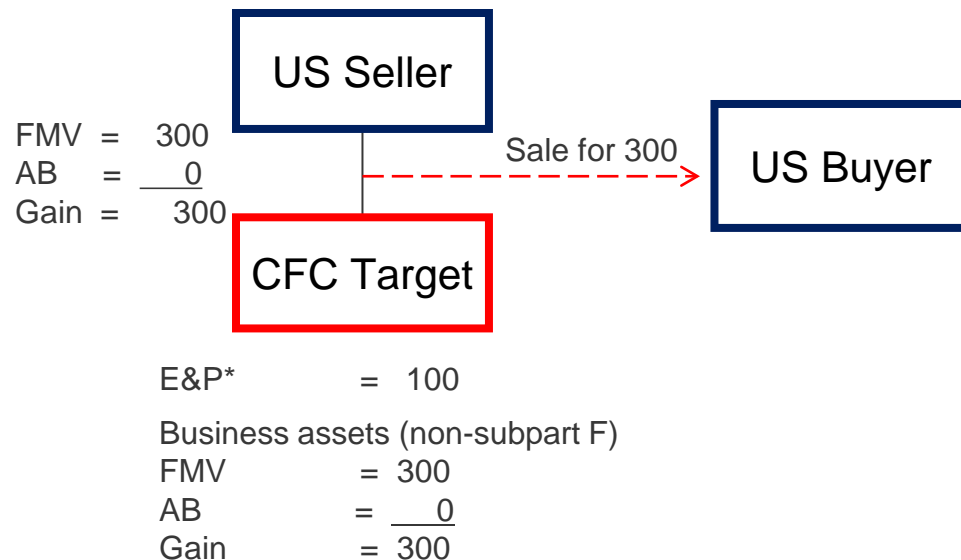 US Seller
FMV = 300
AB = 0
Gain = 300
Sale for 300
US Buyer
CFC Target
E&P* = 100
Business assets (non-subpart F)
FMV = 300
AB = 0
Gain = 300